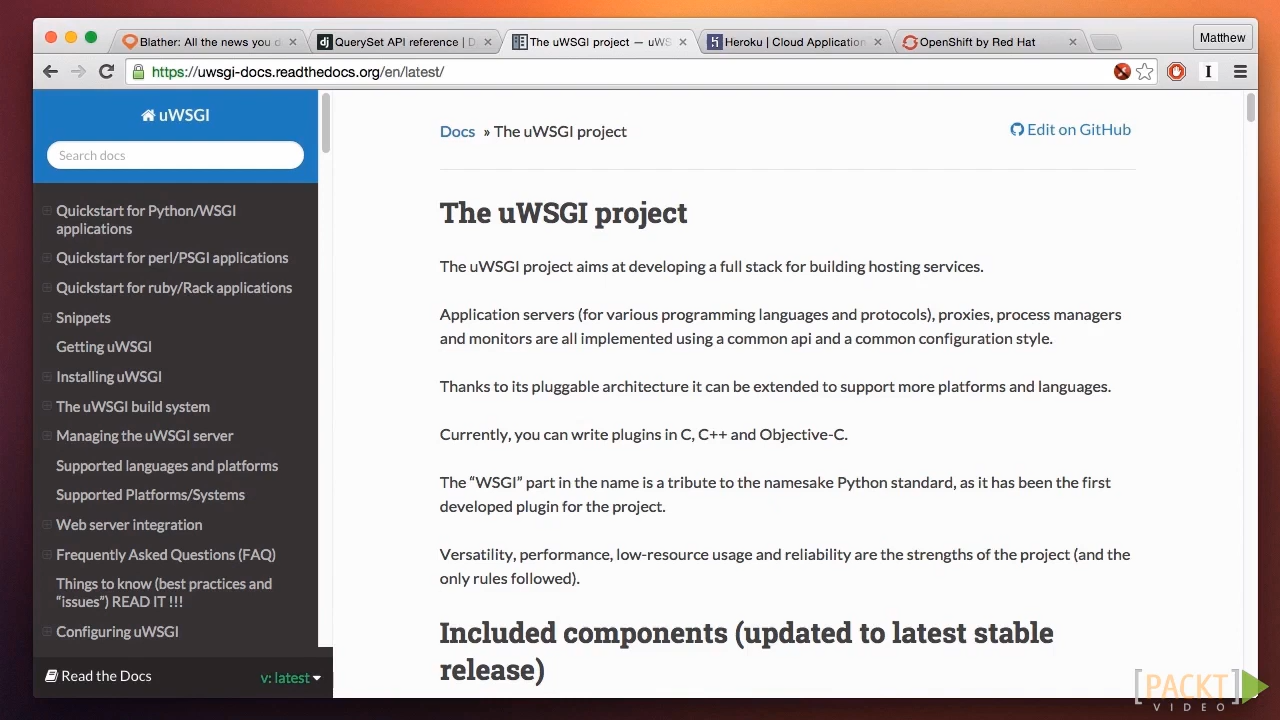 Blather: All the news you d
QuerySet API reference | D
The uWSGI project — uWS
Heroku | Cloud Application
OpenShift by Red Hat
Matthew
https://uwsgi-docs.readthedocs.org/en/latest/
uWSGI
Search docs
Quickstart for Python/WSGI
applications
Quickstart for perl/PSGI applications
Quickstart for ruby/Rack applications
Snippets
Getting uWSGI
Installing uWSGI
The uWSGI build system
Managing the uWSGI server
Supported languages and platforms
Supported Platforms/Systems
Web server integration
Frequently Asked Questions (FAQ)
Things to know (best practices and
“issues”) READ IT !!!
Configuring uWSGI
Read the Docs
v: latest
Docs » The uWSGI project
Edit on GitHub
The uWSGI project
The uWSGI project aims at developing a full stack for building hosting services.
Application servers (for various programming languages and protocols), proxies, process managers
and monitors are all implemented using a common api and a common configuration style.
Thanks to its pluggable architecture it can be extended to support more platforms and languages.
Currently, you can write plugins in C, C++ and Objective-C.
The “WSGI” part in the name is a tribute to the namesake Python standard, as it has been the first
developed plugin for the project.
Versatility, performance, low-resource usage and reliability are the strengths of the project (and the
only rules followed).
Included components (updated to latest stable
release)
[PACKT]
VIDEO